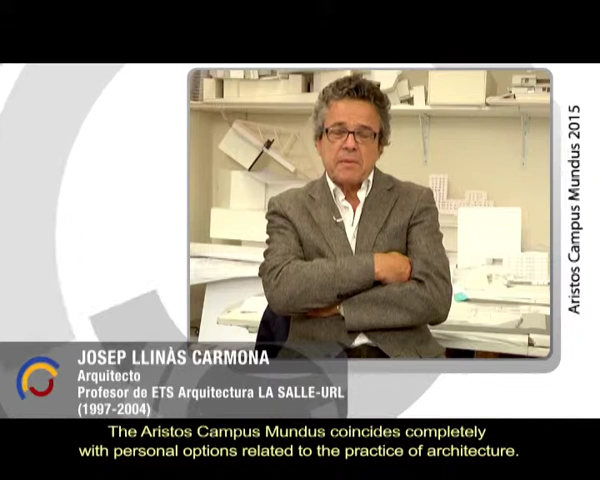 Aristos Campus Mundus 2015
JOSEP LLINÀS CARMONA
Arquitecto
Profesor de ETS Arquitectura LA SALLE-URL
(1997-2004)
The Aristos Campus Mundus coincides completely
with personal options related to the practice of architecture.